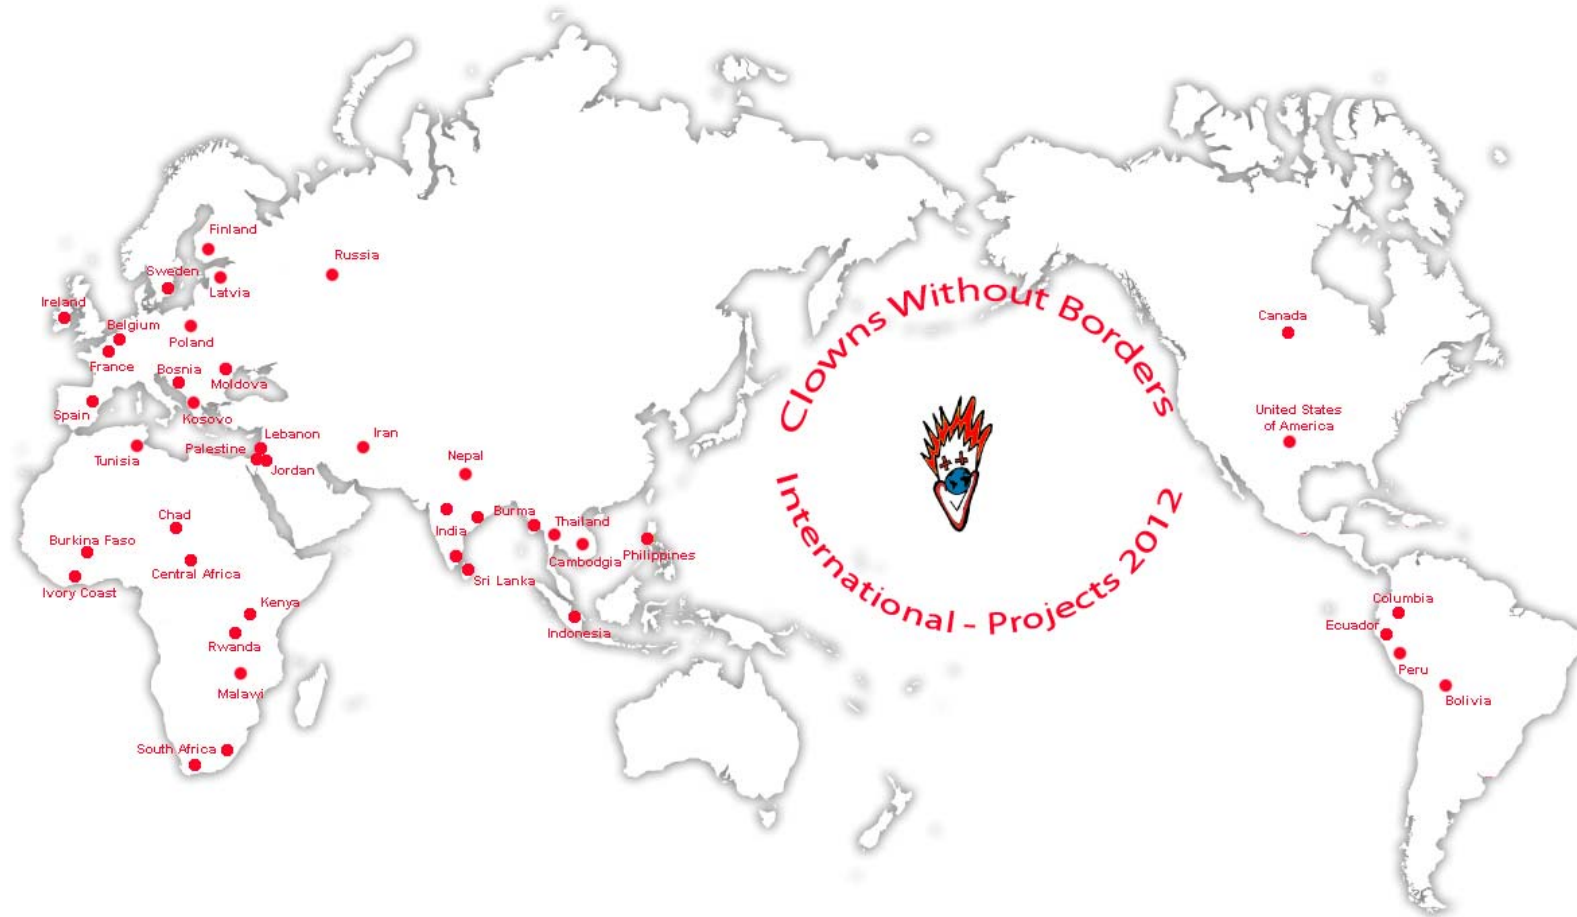 Finland
Russia
Sweden
Latvia
Ireland
Belgium
Poland
France
Bosnia
Moldova
Spain
Kosovo
Lebanon
Palestine
Jordan
Tunisia
Iran
Nepal
Chad
Burkina Faso
Central Africa
Ivory Coast
Kenya
Rwanda
Malawi
South Africa
India
Sri Lanka
Burma
Thailand
Cambodgia
Philippines
Indonesia
Clowns Without Borders
International - Projects 2012
Canada
United States
of America
Columbia
Ecuador
Peru
Bolivia